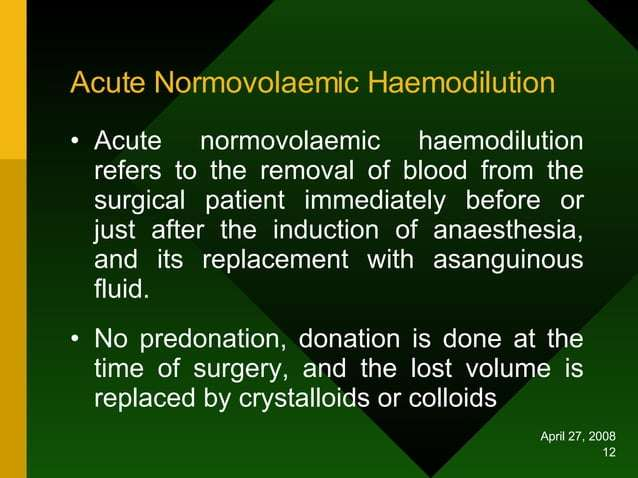 Acute Normovolaemic Haemodilution
• Acute normovolaemic haemodilution
refers to the removal of blood from the
surgical patient immediately before or
just after the induction of anaesthesia,
and its replacement with asanguinous
fluid.
• No predonation, donation is done at the
time of surgery, and the lost volume is
replaced by crystalloids or colloids
April 27, 2008
12